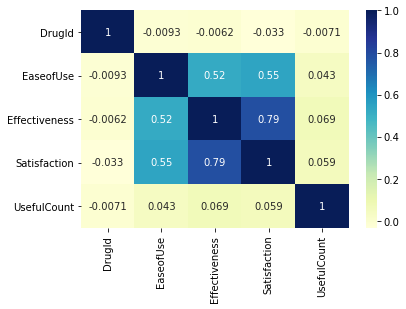 DrugId 1 -0.0093 -0.0062 -0.033 -0.0071
EaseofUse -0.0093 1 0.52 0.55 0.043
Effectiveness -0.0062 0.52 1 0.79 0.069
Satisfaction -0.033 0.55 0.79 1 0.059
UsefulCount -0.0071 0.043 0.069 0.059 1
DrugId EaseofUse Effectiveness Satisfaction UsefulCount
1.0
0.8
0.6
0.4
0.2
0.0